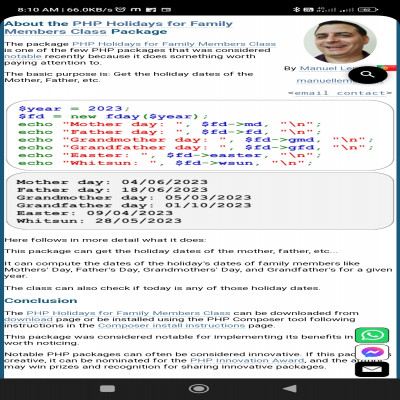 8:10 AM | 66.0KB/s
About the PHP Holidays for Family
Members Class Package
The package PHP Holidays for Family Members Class
is one of the few PHP packages that was considered
notable recently because it does something worth
paying attention to.
The basic purpose is: Get the holiday dates of the
Mother, Father, etc.
By Manuel Le
manuellem
<email contact>
$year = 2023;
$fd = new fday($year);
echo "Mother day: ", $fd->md, "\n";
echo "Father day: ", $fd->fd, "\n";
echo "Grandmother day: ", $fd->gmd, "\n";
echo "Grandfather day: ", $fd->gfd, "\n";
echo "Easter: ", $fd->easter, "\n";
echo "Whitsun: ", $fd->wsun, "\n";
Mother day: 04/06/2023
Father day: 18/06/2023
Grandmother day: 05/03/2023
Grandfather day: 01/10/2023
Easter: 09/04/2023
Whitsun: 28/05/2023
Here follows in more detail what it does:
This package can get the holiday dates of the mother, father, etc...
It can compute the dates of the holiday's dates of family members like
Mothers' Day, Father's Day, Grandmothers' Day, and Grandfather's for a given
year.
The class can also check if today is any of those holiday dates.
Conclusion
The PHP Holidays for Family Members Class can be downloaded from
download page or be installed using the PHP Composer tool following
instructions in the Composer install instructions page.
This package was considered notable for implementing its benefits in
worth noticing.
Notable PHP packages can often be considered innovative. If this pack
creative, it can be nominated for the PHP Innovation Award, and the
may win prizes and recognition for sharing innovative packages.